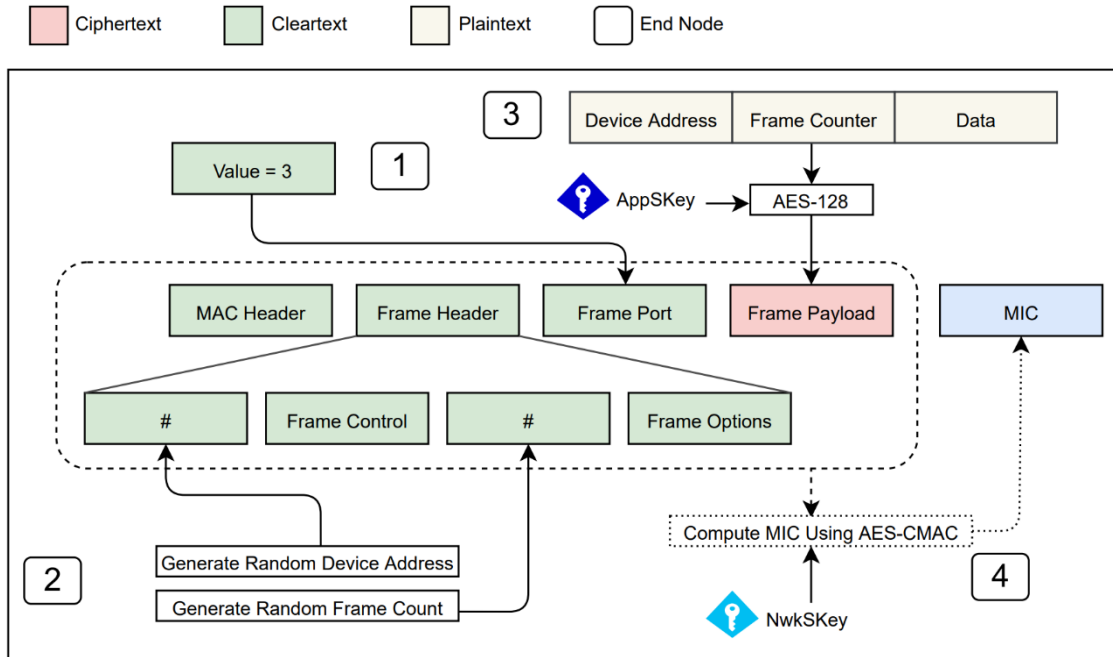 Ciphertext
Cleartext
Plaintext
End Node
3
Device Address
Frame Counter
Data
1
Value = 3
AppSKey
AES-128
MAC Header
Frame Header
Frame Port
Frame Payload
MIC
#
Frame Control
#
Frame Options
Compute MIC Using AES-CMAC
2
Generate Random Device Address
Generate Random Frame Count
4
NwkSKey